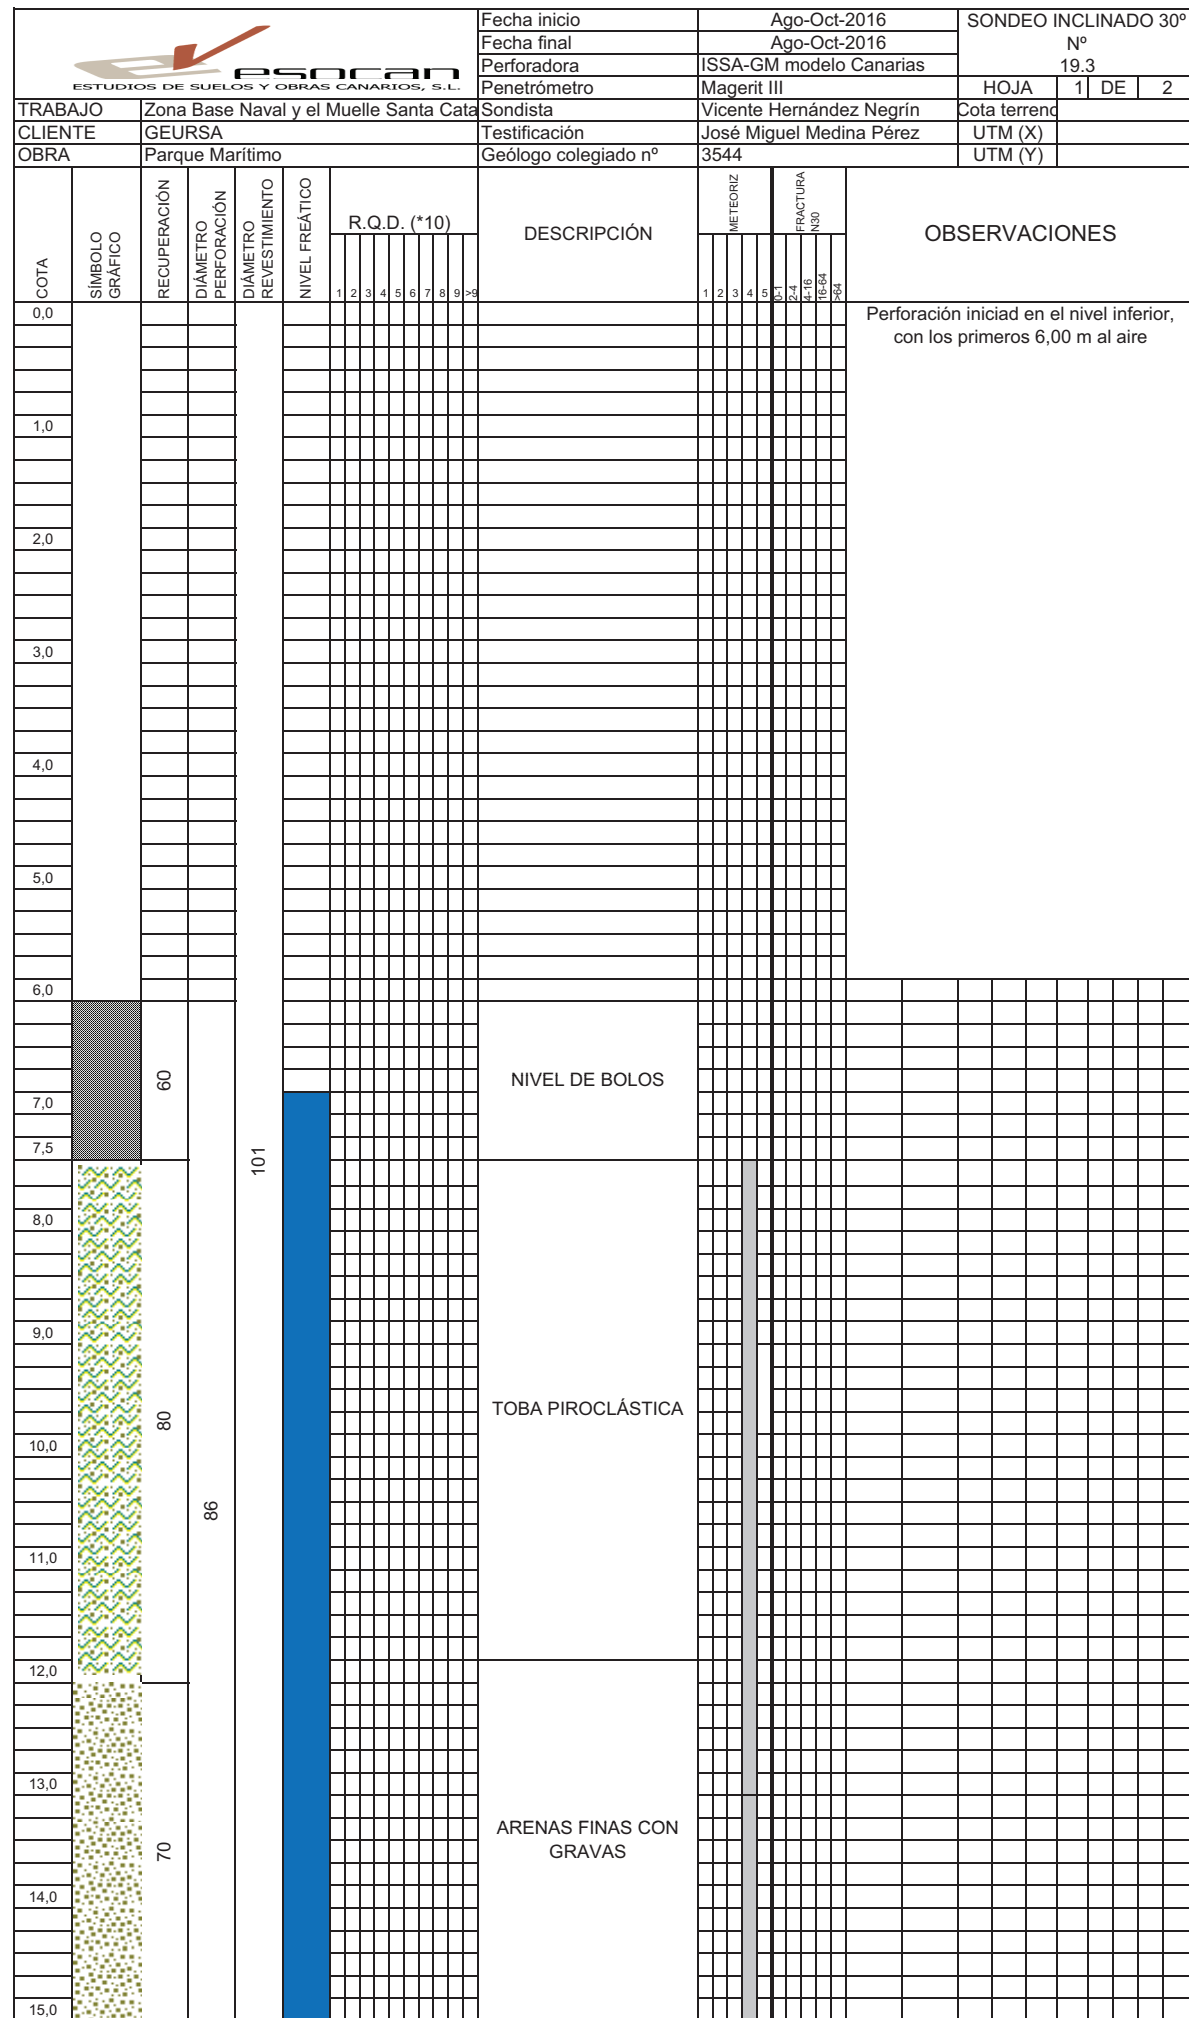 esocan
ESTUDIOS DE SUELOS Y OBRAS CANARIOS, S.L.
Fecha inicio Ago-Oct-2016 SONDEO INCLINADO 30º
Fecha final Ago-Oct-2016 Nº
Perforadora ISSA-GM modelo Canarias 19.3
Penetrómetro Magerit III HOJA 1 DE 2
TRABAJO Zona Base Naval y el Muelle Santa Cata Sondista Vicente Hernández Negrín Cota terreno
CLIENTE GEURSA Testificación José Miguel Medina Pérez UTM (X)
OBRA Parque Marítimo Geólogo colegiado nº 3544 UTM (Y)
COTA
SÍMBOLO
GRÁFICO
RECUPERACIÓN
DIÁMETRO
PERFORACIÓN
DIÁMETRO
REVESTIMIENTO
NIVEL FREÁTICO
R.Q.D. (*10)
1 2 3 4 5 6 7 8 9 >9
DESCRIPCIÓN
METEORIZ
1 2 3 4 5
FRACTURA
N30
0-1
2-4
4-16
16-64
>64
OBSERVACIONES
0,0
Perforación iniciad en el nivel inferior,
con los primeros 6,00 m al aire
1,0
2,0
3,0
4,0
5,0
6,0
60
NIVEL DE BOLOS
7,0
7,5
101
8,0
9,0
80
TOBA PIROCLÁSTICA
10,0
86
11,0
12,0
13,0
70
ARENAS FINAS CON
GRAVAS
14,0
15,0